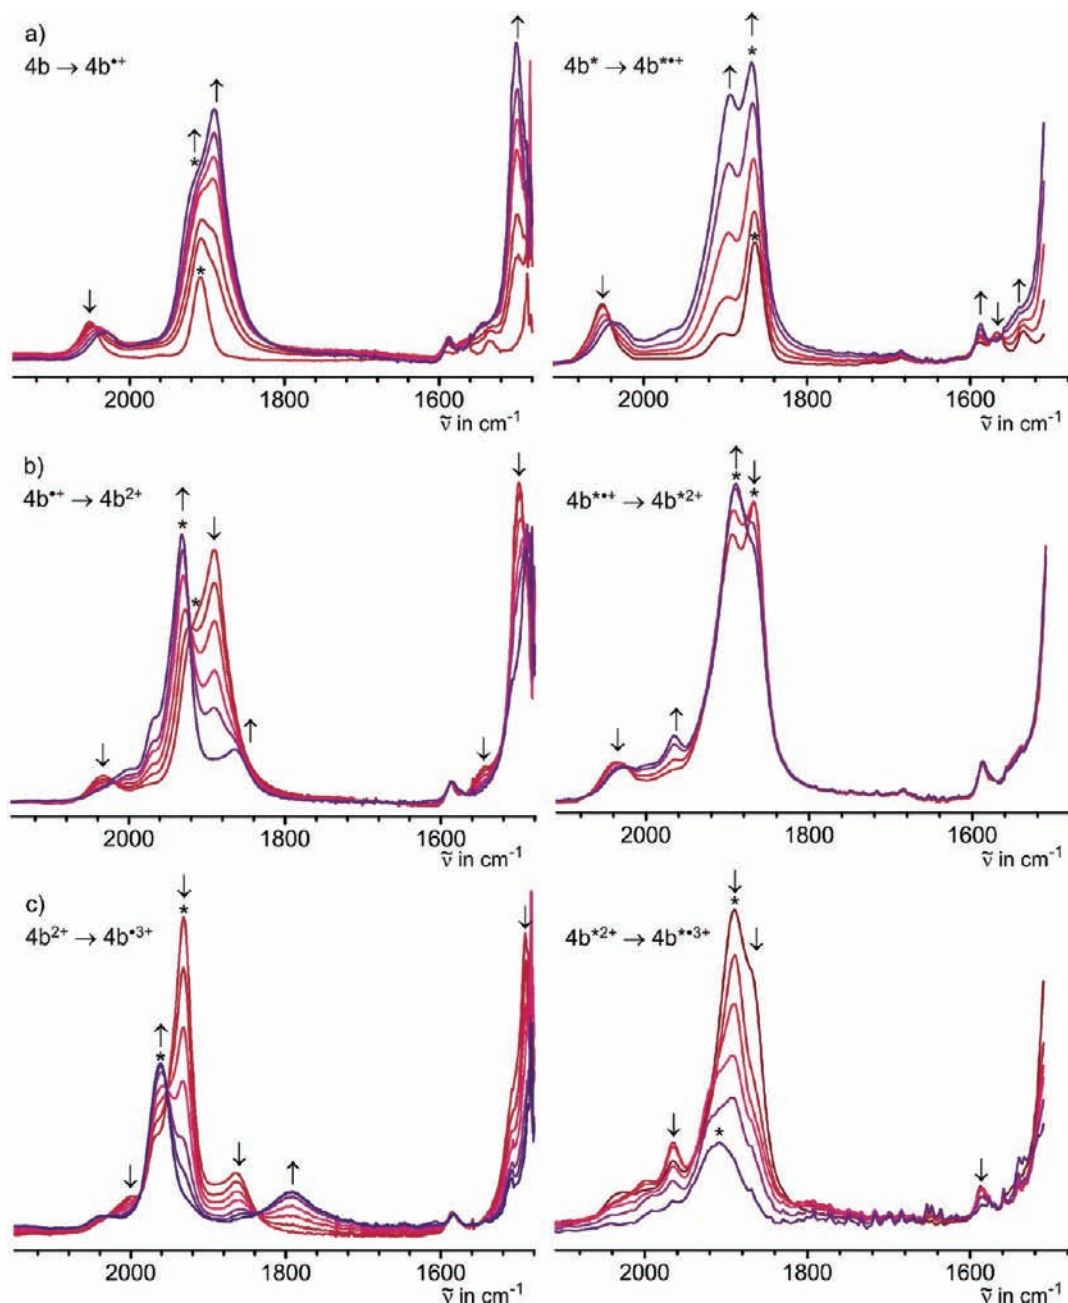 a)
4b → 4b•+
↑
↑
*
*
↓
↑
2000 1800 1600
ṽ in cm-1
4b* → 4b*•+
↑
*
↑
*
↓
↑ ↓ ↑
2000 1800 1600
ṽ in cm-1
b)
4b•+ → 4b2+
↑
*
↓
*
↓
↑
↓
↓
2000 1800 1600
ṽ in cm-1
4b*•+ → 4b*2+
↑ ↓
* *
↓
↑
2000 1800 1600
ṽ in cm-1
c)
4b2+ → 4b•3+
↓
*
↑
*
↓
↓
↑
↓
2000 1800 1600
ṽ in cm-1
4b*2+ → 4b*•3+
↓
*
↓
↓
*
↓
2000 1800 1600
ṽ in cm-1